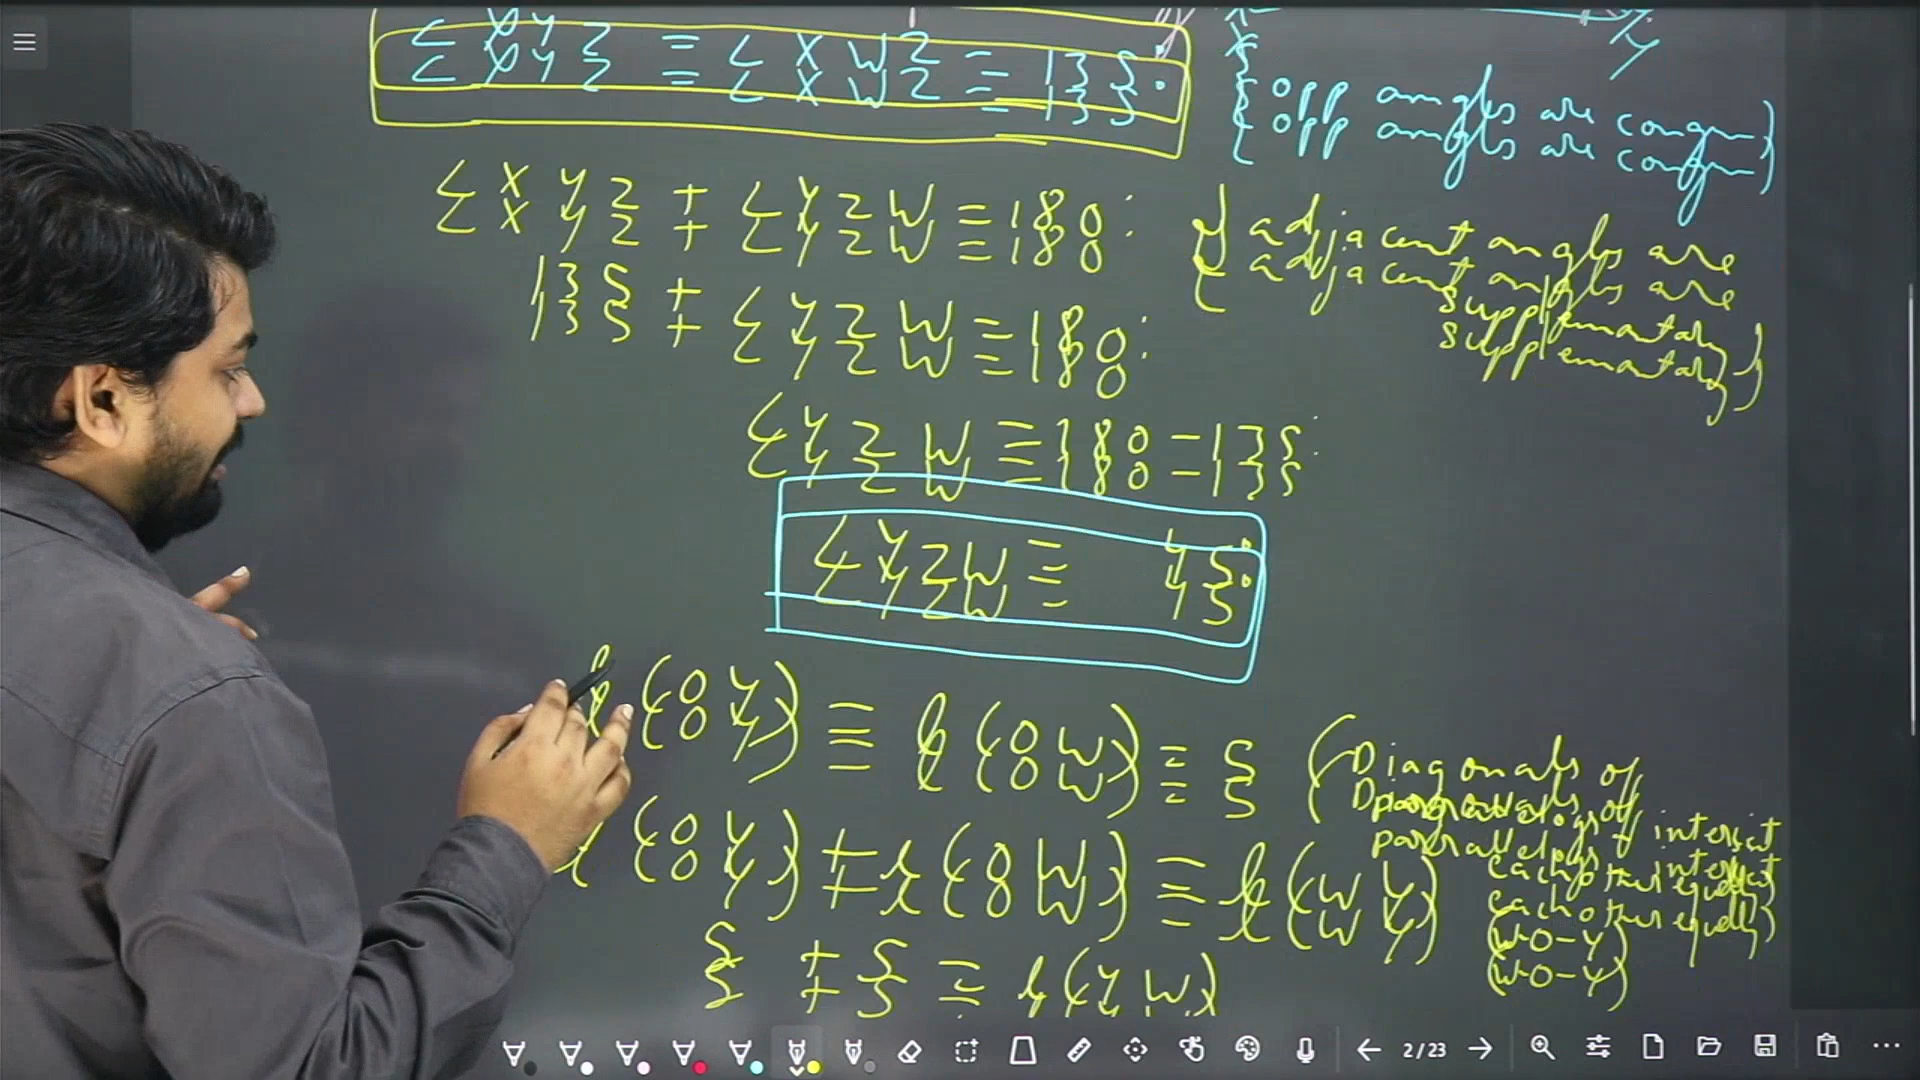 ∠XYZ = ∠XWZ = 135°
{opp angles are congu}
∠XYZ + ∠YZW = 180° {adjacent angles are
supplementary}
135 + ∠YZW = 180°
∠YZW = 180 - 135°
∠YZW = 45°
l(OY) = l(OW) = 5 (Diagonals of
parallelogs intersect
each other equally)
l(OY) + l(OW) = l(WY) (W-O-Y)
5 + 5 = l(YW)
2/23